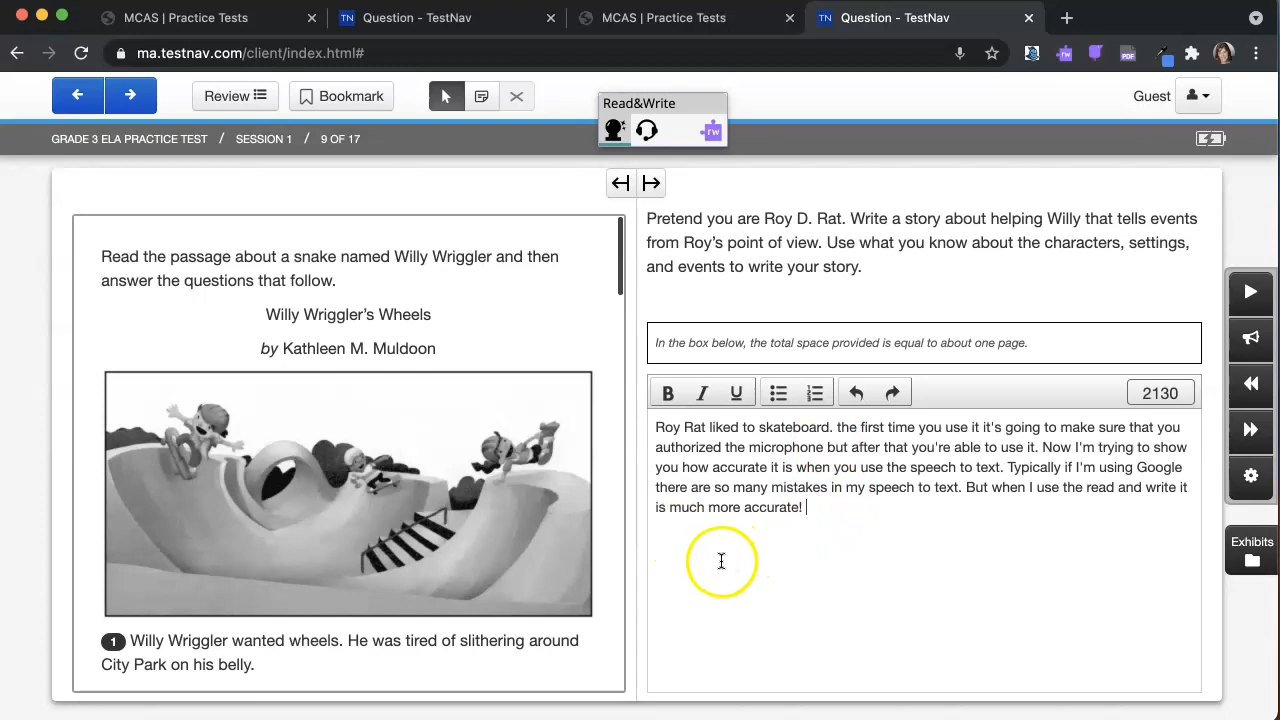 MCAS | Practice Tests
Question - TestNav
MCAS | Practice Tests
Question - TestNav
ma.testnav.com/client/index.html#
rw
PDF
Review
Bookmark
Read&Write
rw
Guest
GRADE 3 ELA PRACTICE TEST / SESSION 1 / 9 OF 17
Read the passage about a snake named Willy Wriggler and then
answer the questions that follow.
Willy Wriggler's Wheels
by Kathleen M. Muldoon
1 Willy Wriggler wanted wheels. He was tired of slithering around
City Park on his belly.
Pretend you are Roy D. Rat. Write a story about helping Willy that tells events
from Roy's point of view. Use what you know about the characters, settings,
and events to write your story.
In the box below, the total space provided is equal to about one page.
B I U
2130
Roy Rat liked to skateboard. the first time you use it it's going to make sure that you
authorized the microphone but after that you're able to use it. Now I'm trying to show
you how accurate it is when you use the speech to text. Typically if I'm using Google
there are so many mistakes in my speech to text. But when I use the read and write it
is much more accurate!
Exhibits